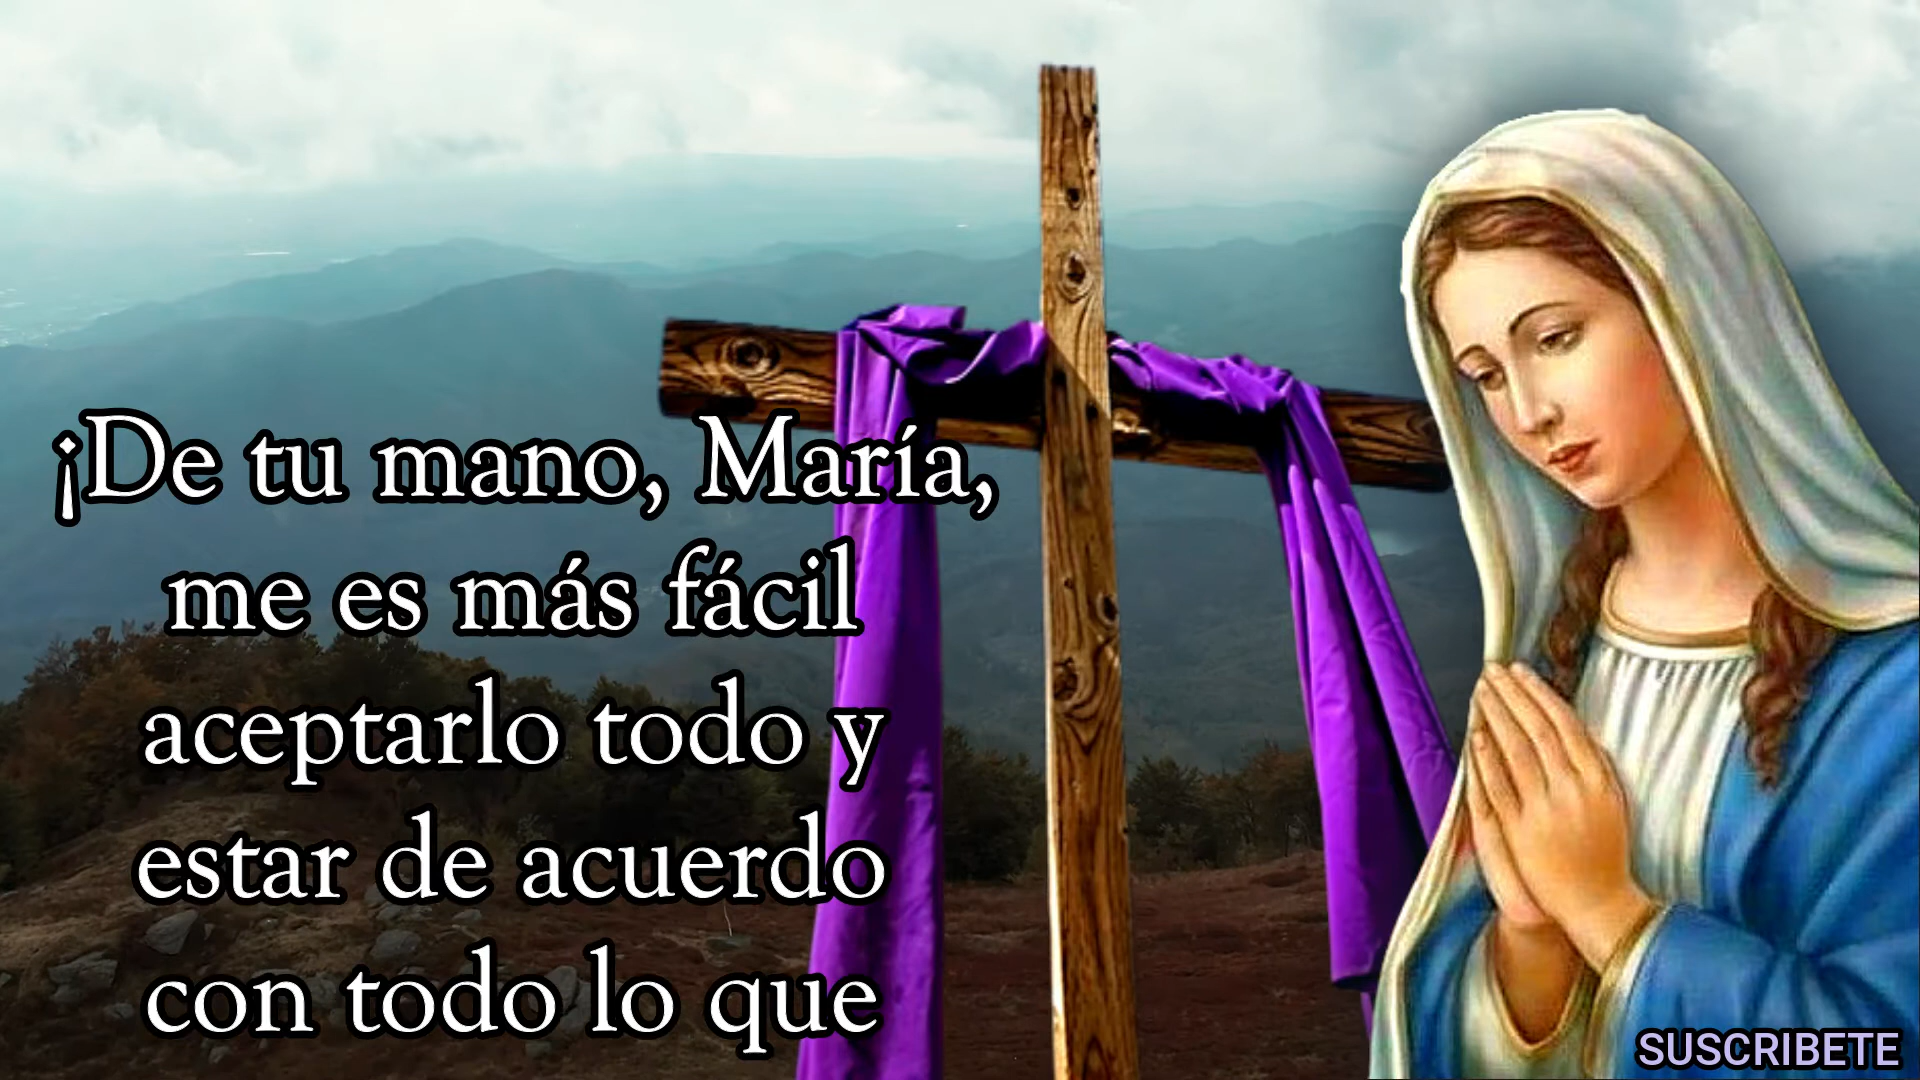 ¡De tu mano, María,
me es más fácil
aceptarlo todo y
estar de acuerdo
con todo lo que
SUSCRIBETE